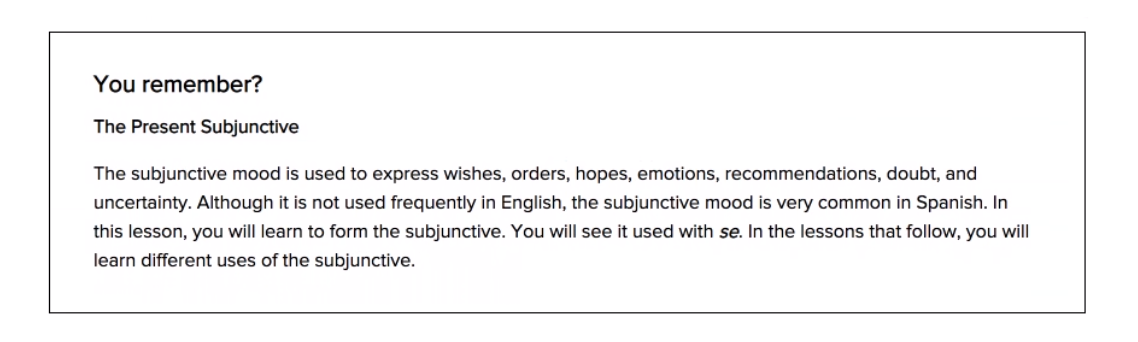 You remember?
The Present Subjunctive
The subjunctive mood is used to express wishes, orders, hopes, emotions, recommendations, doubt, and
uncertainty. Although it is not used frequently in English, the subjunctive mood is very common in Spanish. In
this lesson, you will learn to form the subjunctive. You will see it used with se. In the lessons that follow, you will
learn different uses of the subjunctive.